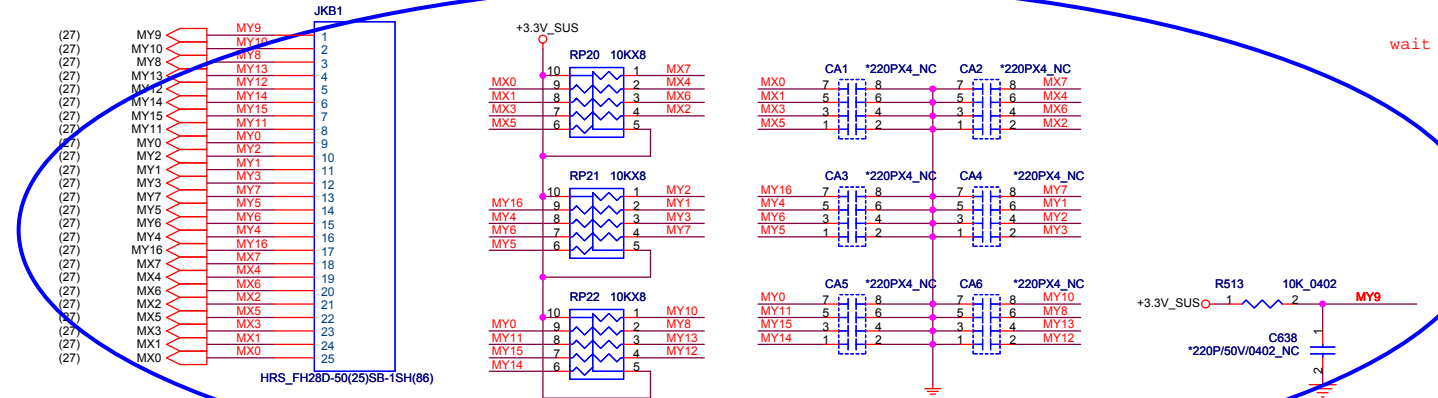 JKB1
(27) MY9 MY9 1
(27) MY10 MY10 2
(27) MY8 MY8 3
(27) MY13 MY13 4
(27) MY12 MY12 5
(27) MY14 MY14 6
(27) MY15 MY15 7
(27) MY11 MY11 8
(27) MY0 MY0 9
(27) MY2 MY2 10
(27) MY1 MY1 11
(27) MY3 MY3 12
(27) MY7 MY7 13
(27) MY5 MY5 14
(27) MY6 MY6 15
(27) MY4 MY4 16
(27) MY16 MY16 17
(27) MX7 MX7 18
(27) MX4 MX4 19
(27) MX6 MX6 20
(27) MX2 MX2 21
(27) MX5 MX5 22
(27) MX3 MX3 23
(27) MX1 MX1 24
(27) MX0 MX0 25
HRS_FH28D-50(25)SB-1SH(86)
+3.3V_SUS
RP20 10KX8
10 1 MX7
MX0 9 2 MX4
MX1 8 3 MX6
MX3 7 4 MX2
MX5 6 5
RP21 10KX8
10 1 MY2
MY16 9 2 MY1
MY4 8 3 MY3
MY6 7 4 MY7
MY5 6 5
RP22 10KX8
10 1 MY10
MY0 9 2 MY8
MY11 8 3 MY13
MY15 7 4 MY12
MY14 6 5
CA1 *220PX4_NC CA2 *220PX4_NC
MX0 7 8 7 8 MX7
MX1 5 6 5 6 MX4
MX3 3 4 3 4 MX6
MX5 1 2 1 2 MX2
CA3 *220PX4_NC CA4 *220PX4_NC
MY16 7 8 7 8 MY7
MY4 5 6 5 6 MY1
MY6 3 4 3 4 MY2
MY5 1 2 1 2 MY3
CA5 *220PX4_NC CA6 *220PX4_NC
MY0 7 8 7 8 MY10
MY11 5 6 5 6 MY8
MY15 3 4 3 4 MY13
MY14 1 2 1 2 MY12
wait
R513 10K_0402
+3.3V_SUS 1 2 MY9
1
C638
*220P/50V/0402_NC
2